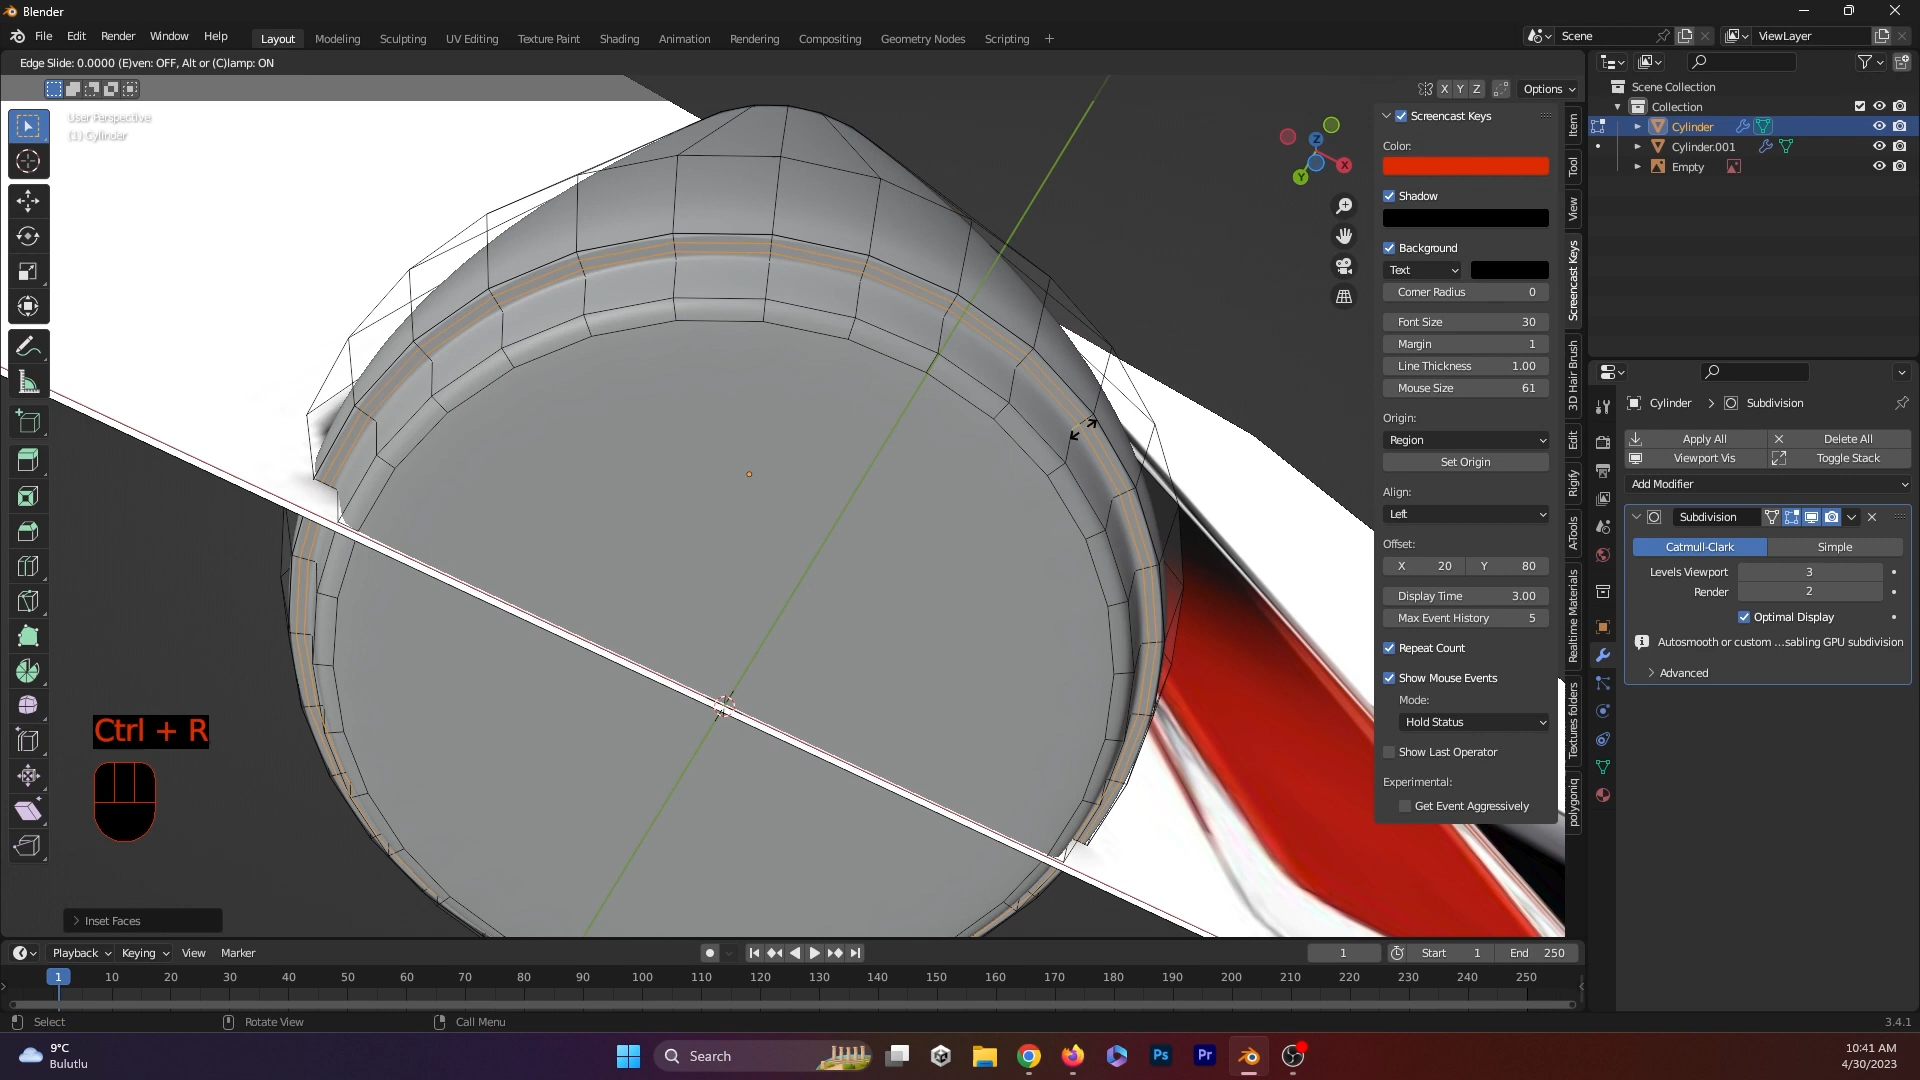 Blender
File Edit Render Window Help Layout Modeling Sculpting UV Editing Texture Paint Shading Animation Rendering Compositing Geometry Nodes Scripting + Scene ViewLayer
Edge Slide: 0.0000 (E)ven: OFF, Alt or (C)lamp: ON
X Y Z Options
User Perspective
(1) Cylinder
Z
X
Y
Screencast Keys
Color:
Shadow
Background
Text
Corner Radius 0
Font Size 30
Margin 1
Line Thickness 1.00
Mouse Size 61
Origin:
Region
Set Origin
Align:
Left
Offset:
X 20 Y 80
Display Time 3.00
Max Event History 5
Repeat Count
Show Mouse Events
Mode:
Hold Status
Show Last Operator
Experimental:
Get Event Aggressively
Item
Tool
View
Screencast Keys
3D Hair Brush
Edit
Rigify
A-Tools
Realtime Materials
Textures folders
polygoniq
Scene Collection
Collection
Cylinder
Cylinder.001
Empty
Cylinder > Subdivision
Apply All Delete All
Viewport Vis Toggle Stack
Add Modifier
Subdivision
Catmull-Clark Simple
Levels Viewport 3
Render 2
Optimal Display
Autosmooth or custom ...sabling GPU subdivision
Advanced
Ctrl + R
Inset Faces
Playback Keying View Marker 1 Start 1 End 250
1 10 20 30 40 50 60 70 80 90 100 110 120 130 140 150 160 170 180 190 200 210 220 230 240 250
Select Rotate View Call Menu 3.4.1
9°C
Bulutlu
Search
Ps
Pr
10:41 AM
4/30/2023